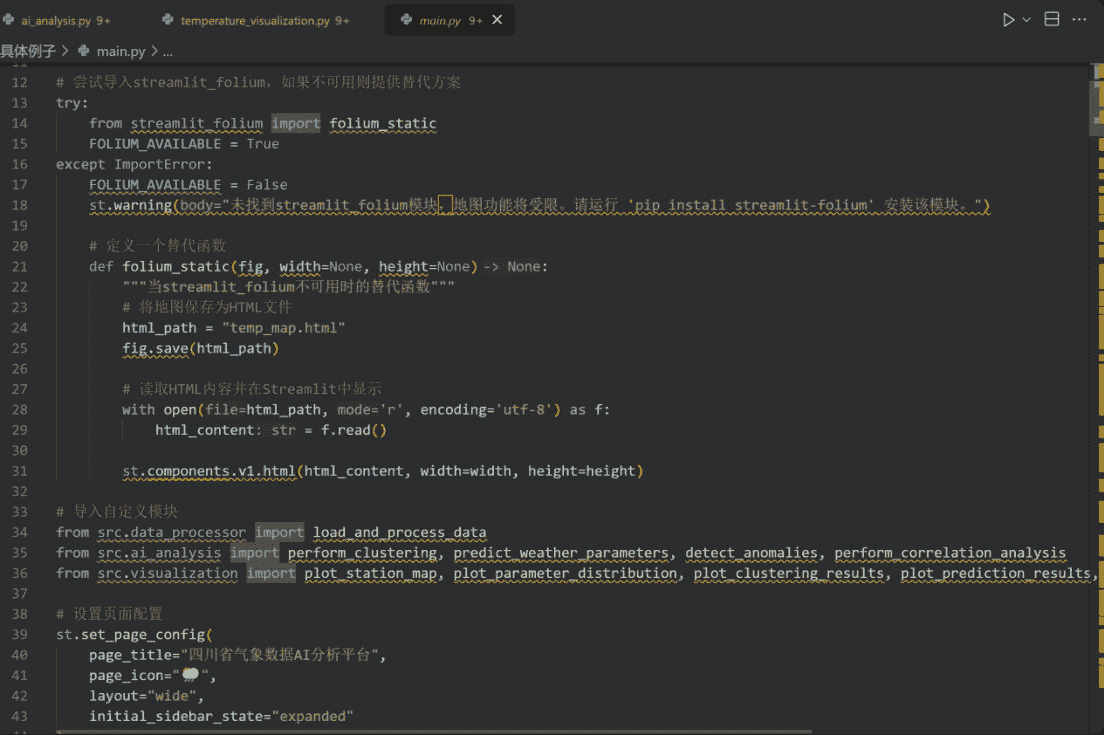 ai_analysis.py 9+ temperature_visualization.py 9+ main.py 9+
具体例子 > main.py > ...
12 # 尝试导入streamlit_folium，如果不可用则提供替代方案
13 try:
14 from streamlit_folium import folium_static
15 FOLIUM_AVAILABLE = True
16 except ImportError:
17 FOLIUM_AVAILABLE = False
18 st.warning(body="未找到streamlit_folium模块，地图功能将受限。请运行 'pip install streamlit-folium' 安装该模块。")
19
20 # 定义一个替代函数
21 def folium_static(fig, width=None, height=None) -> None:
22 """当streamlit_folium不可用时的替代函数"""
23 # 将地图保存为HTML文件
24 html_path = "temp_map.html"
25 fig.save(html_path)
26
27 # 读取HTML内容并在Streamlit中显示
28 with open(file=html_path, mode='r', encoding='utf-8') as f:
29 html_content: str = f.read()
30
31 st.components.v1.html(html_content, width=width, height=height)
32
33 # 导入自定义模块
34 from src.data_processor import load_and_process_data
35 from src.ai_analysis import perform_clustering, predict_weather_parameters, detect_anomalies, perform_correlation_analysis
36 from src.visualization import plot_station_map, plot_parameter_distribution, plot_clustering_results, plot_prediction_results,
37
38 # 设置页面配置
39 st.set_page_config(
40 page_title="四川省气象数据AI分析平台",
41 page_icon="🌧️",
42 layout="wide",
43 initial_sidebar_state="expanded"